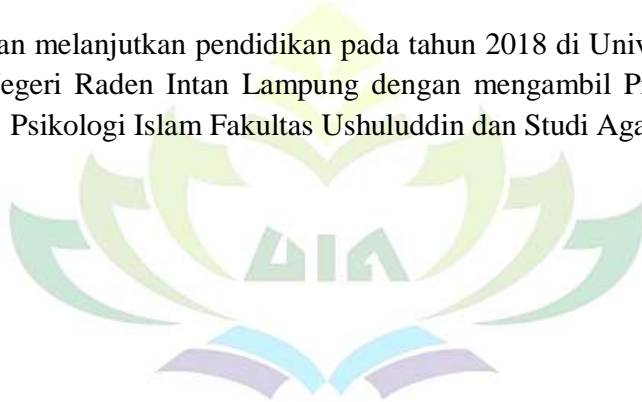 an melanjutkan pendidikan pada tahun 2018 di Univ
egeri Raden Intan Lampung dengan mengambil P
Psikologi Islam Fakultas Ushuluddin dan Studi Aga
UIN